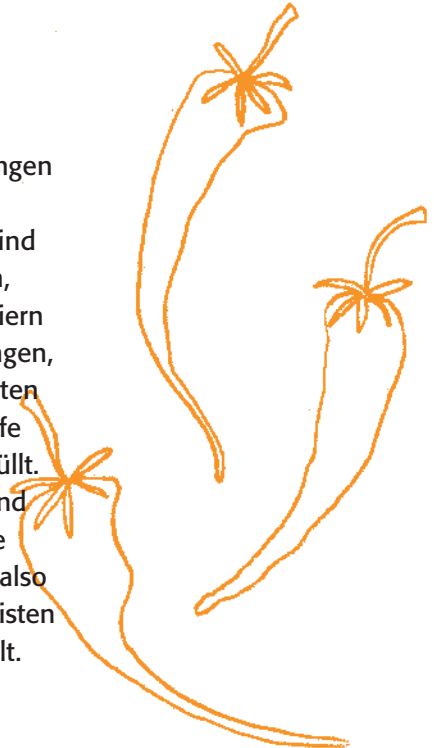 ngen
ind
n,
iern
ngen,
ten
fe
üllt.
nd
e
also
isten
lt.